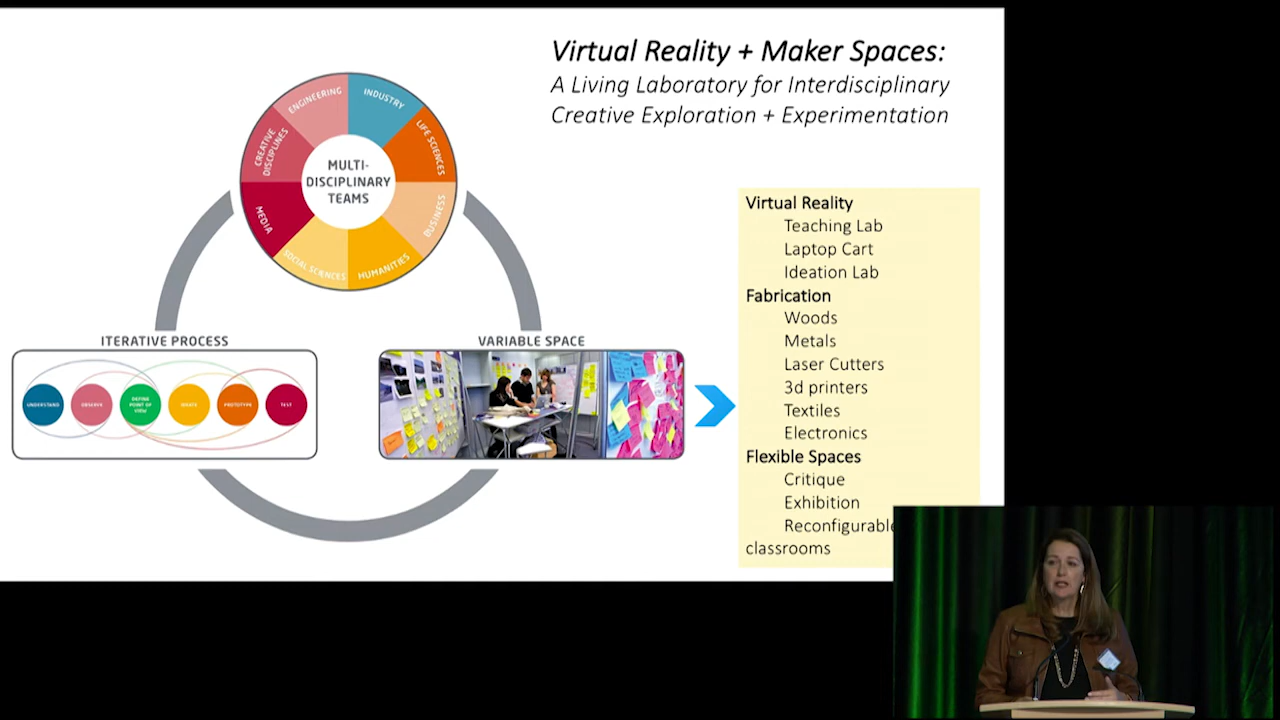 Virtual Reality + Maker Spaces:
A Living Laboratory for Interdisciplinary
Creative Exploration + Experimentation
ENGINEERING
INDUSTRY
LIFE SCIENCES
BUSINESS
HUMANITIES
SOCIAL SCIENCES
MEDIA
CREATIVE
DISCIPLINES
MULTI-
DISCIPLINARY
TEAMS
ITERATIVE PROCESS
UNDERSTAND
OBSERVE
DEFINE
POINT OF
VIEW
IDEATE
PROTOTYPE
TEST
VARIABLE SPACE
Virtual Reality
Teaching Lab
Laptop Cart
Ideation Lab
Fabrication
Woods
Metals
Laser Cutters
3d printers
Textiles
Electronics
Flexible Spaces
Critique
Exhibition
Reconfigurable
classrooms